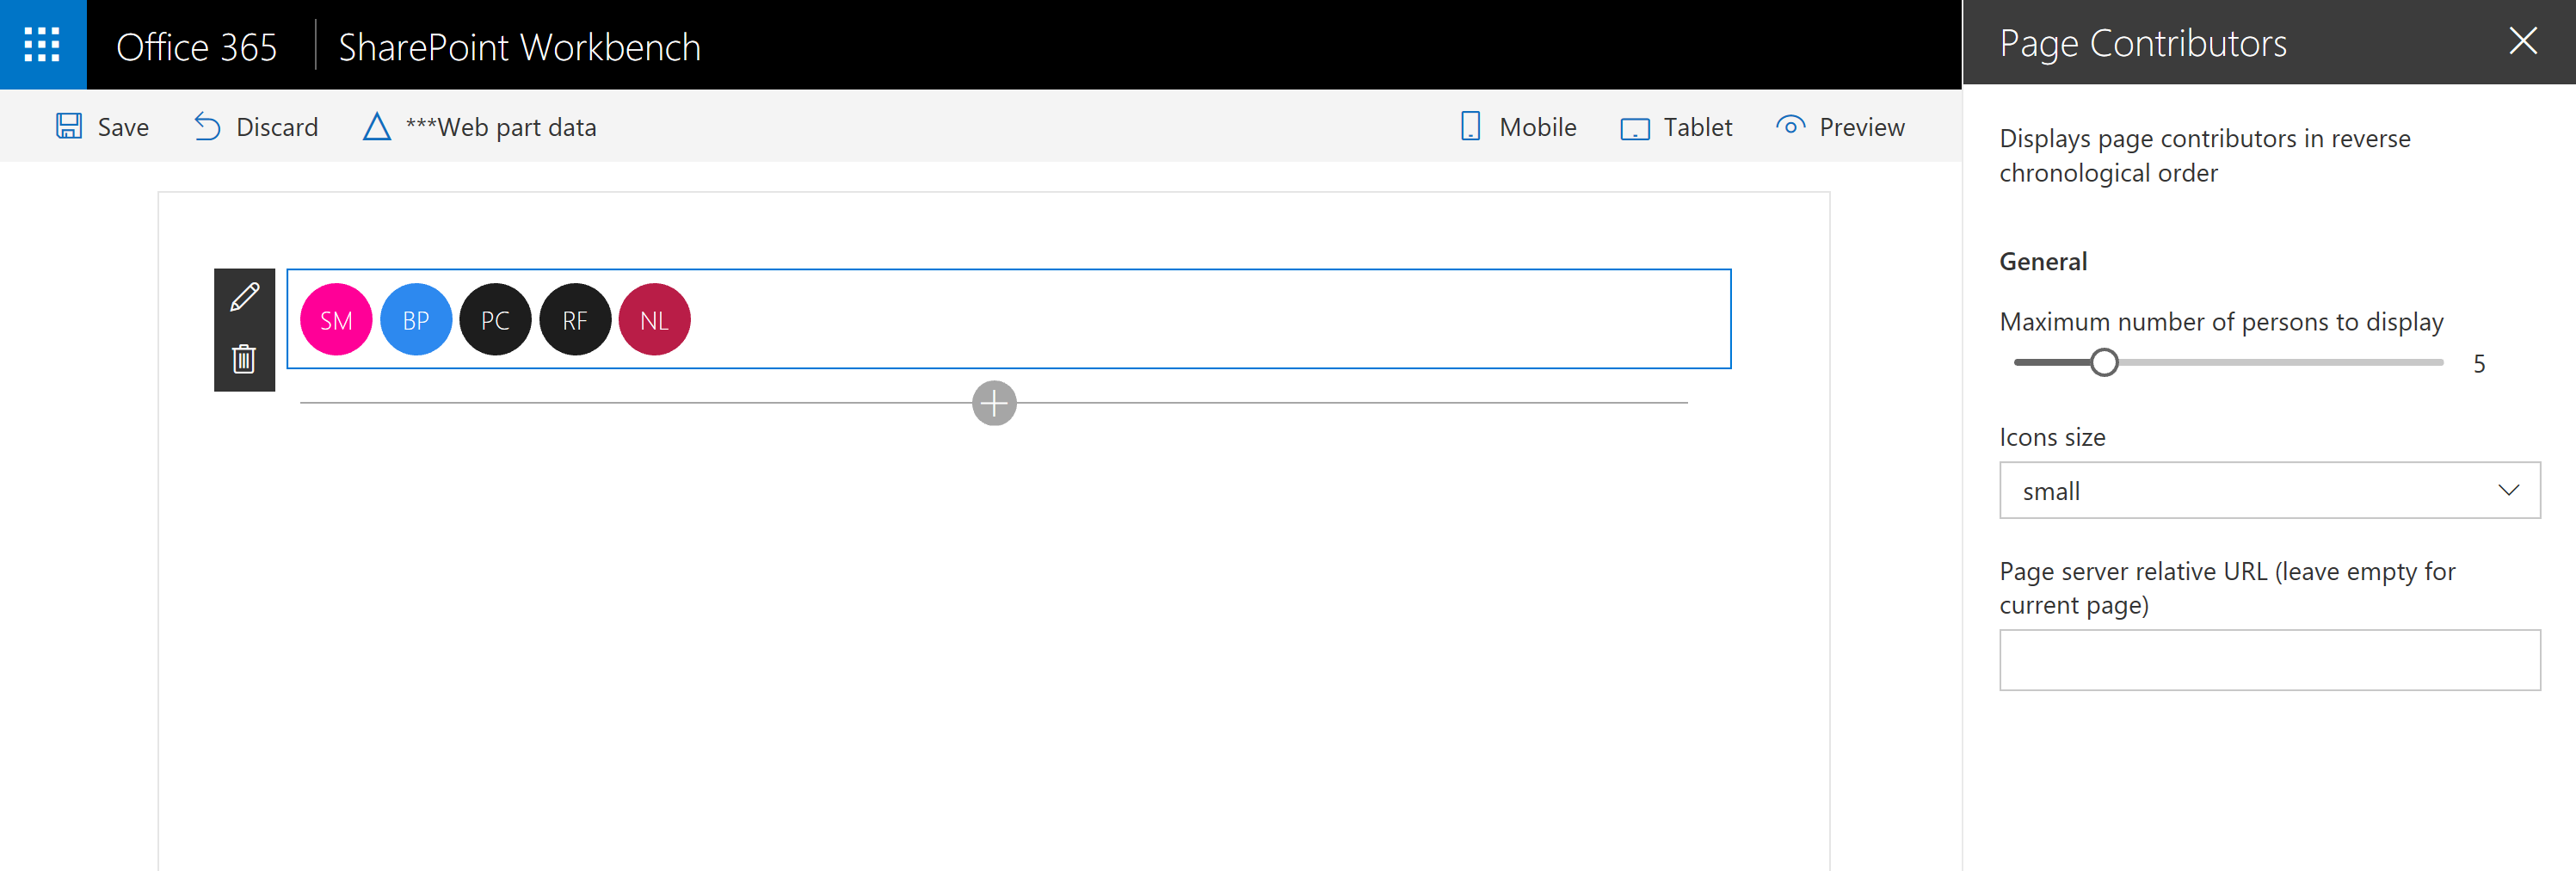 Office 365
SharePoint Workbench
Save
Discard
***Web part data
Mobile
Tablet
Preview
SM
BP
PC
RF
NL
Page Contributors
Displays page contributors in reverse
chronological order
General
Maximum number of persons to display
5
Icons size
small
Page server relative URL (leave empty for
current page)